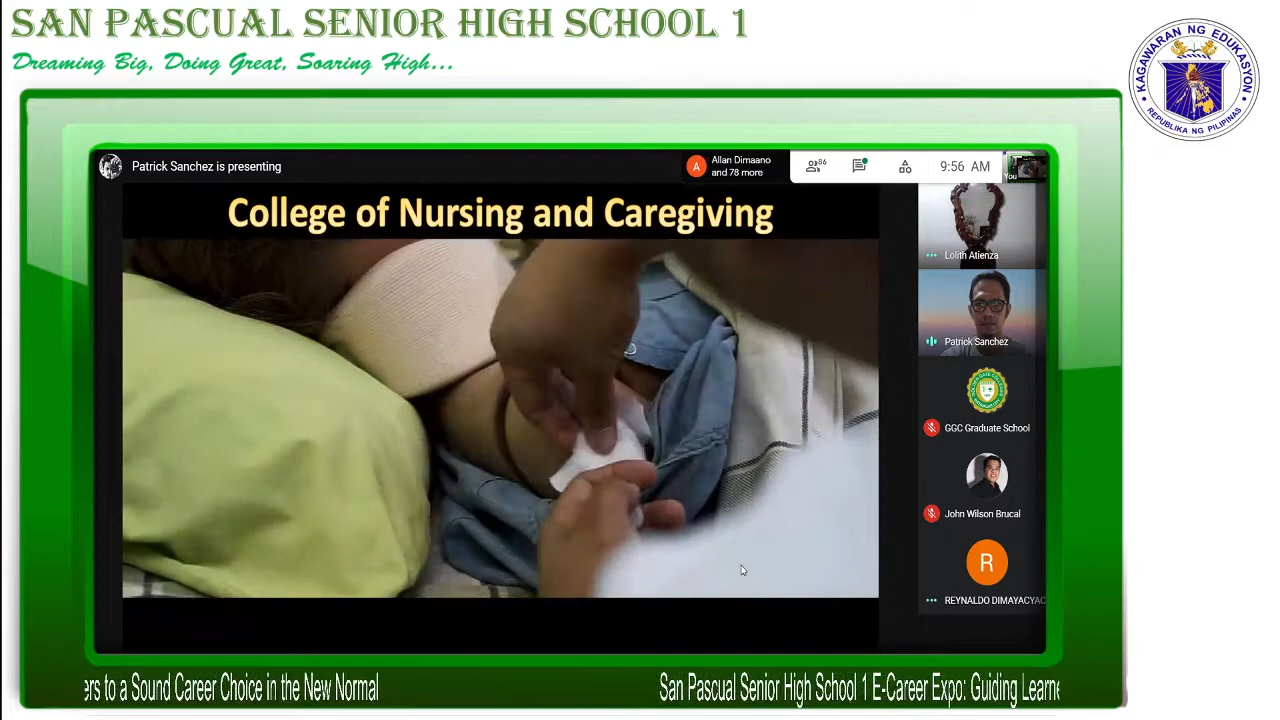 SAN PASCUAL SENIOR HIGH SCHOOL 1
Dreaming Big, Doing Great, Soaring High...
KAGAWARAN NG EDUKASYON
REPUBLIKA NG PILIPINAS
Patrick Sanchez is presenting
A
Allan Dimaano
and 78 more
86
9:56 AM
You
College of Nursing and Caregiving
Lolith Atienza
Patrick Sanchez
GGC Graduate School
John Wilson Brucal
R
REYNALDO DIMAYACYAC
ers to a Sound Career Choice in the New Normal
San Pascual Senior High School 1 E-Career Expo: Guiding Learne